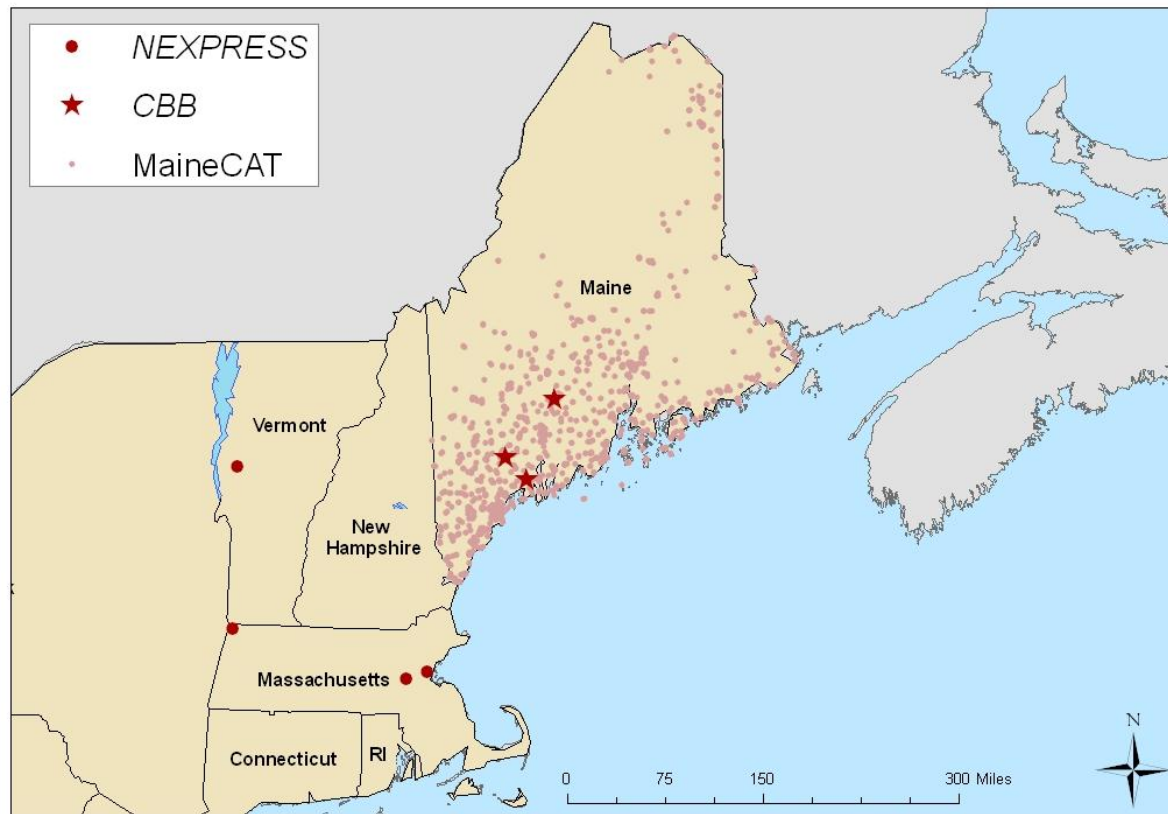 NEXPRESS
CBB
MaineCAT
Maine
Vermont
New
Hampshire
Massachusetts
Connecticut
RI
N
0 75 150 300 Miles